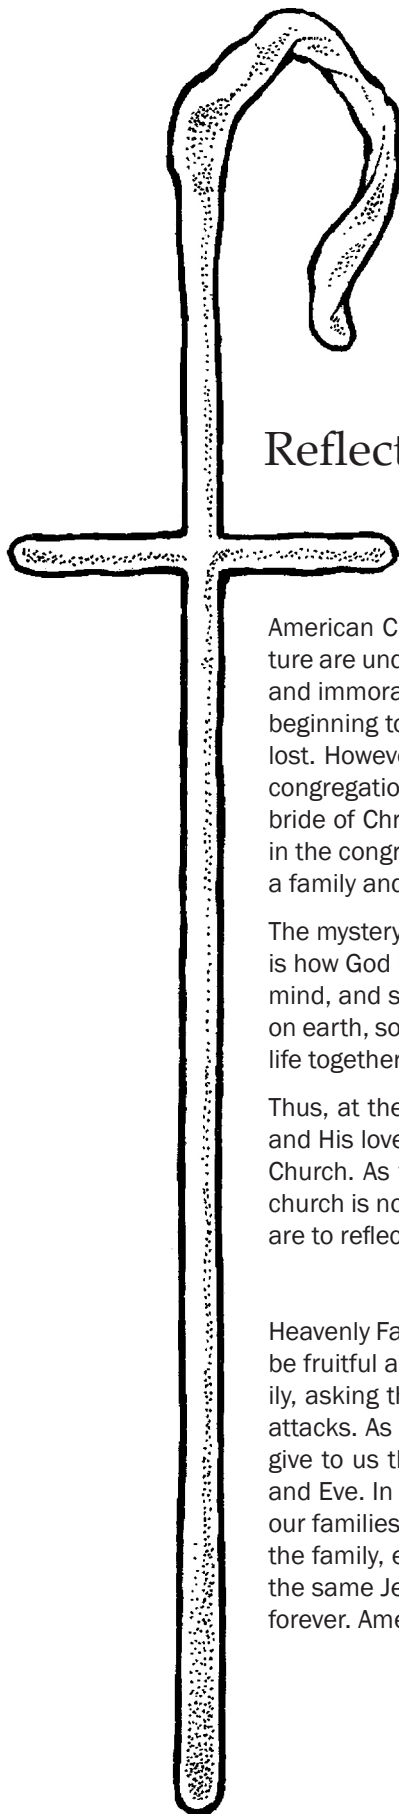 Reflect
American C
ture are und
and immora
beginning to
lost. Howeve
congregatio
bride of Chr
in the congr
a family and
The mystery
is how God
mind, and s
on earth, so
life together
Thus, at the
and His love
Church. As
church is no
are to reflec
Heavenly Fa
be fruitful a
ily, asking th
attacks. As
give to us th
and Eve. In
our families
the family, e
the same Je
forever. Ame